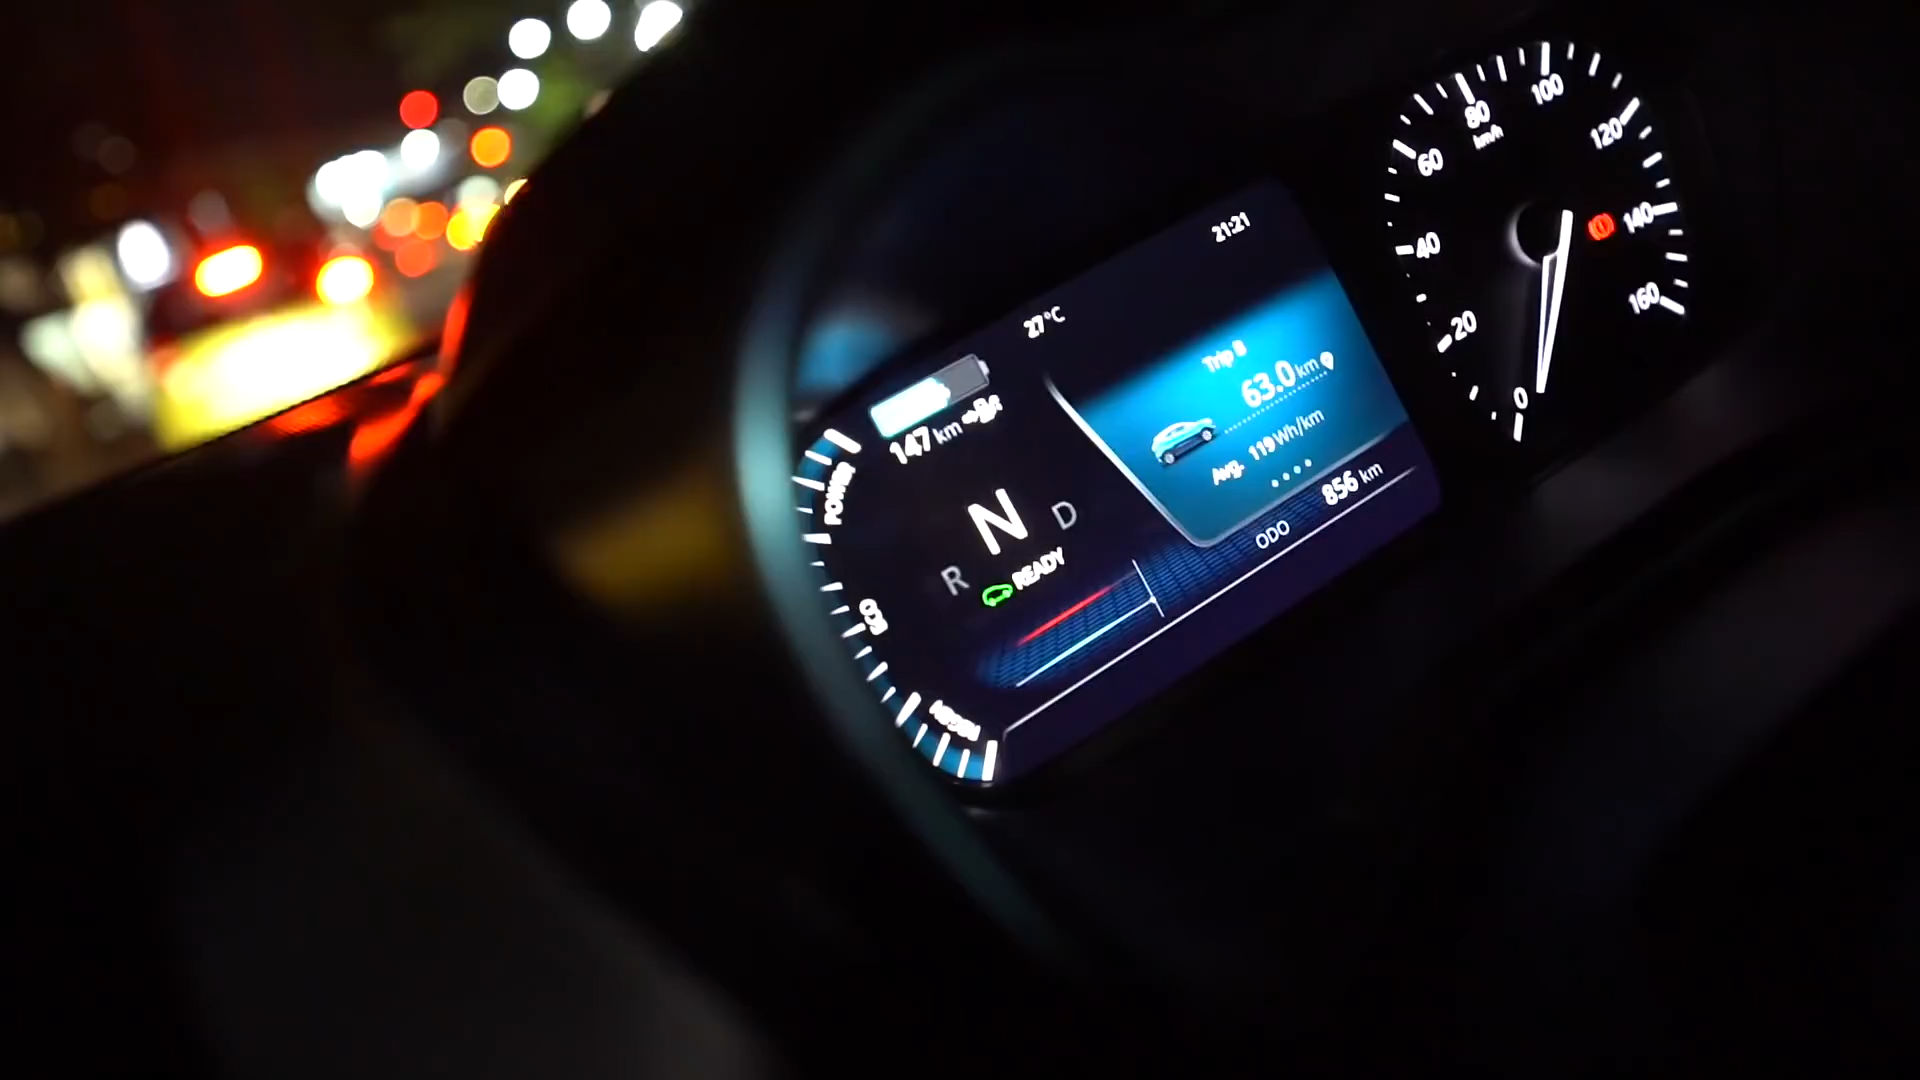 21:21
27°C
147 km
Trip B
63.0 km
Avg. 119 Wh/km
ODO 856 km
R N D
READY
POWER
ECO
0
20
40
60
80
100
120
140
160
km/h